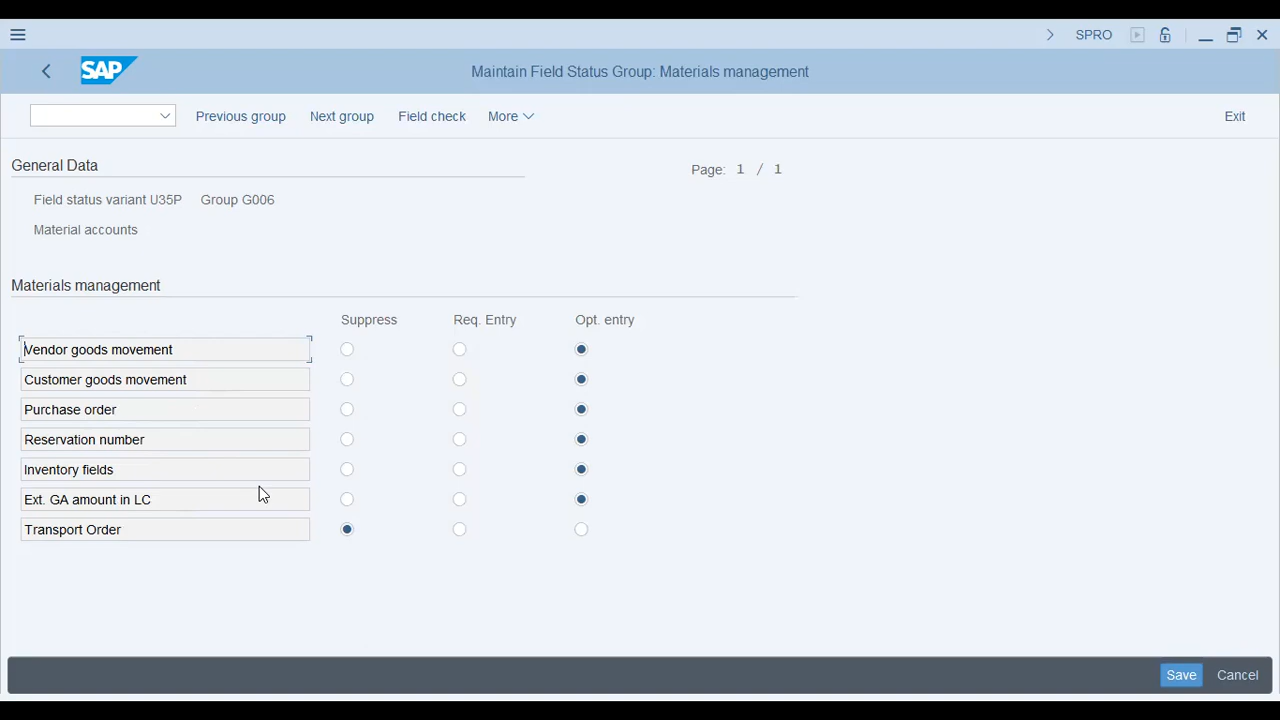 SPRO
SAP
Maintain Field Status Group: Materials management
Previous group Next group Field check More Exit
General Data
Page: 1 / 1
Field status variant U35P Group G006
Material accounts
Materials management
Suppress Req. Entry Opt. entry
Vendor goods movement
Customer goods movement
Purchase order
Reservation number
Inventory fields
Ext. GA amount in LC
Transport Order
Save Cancel